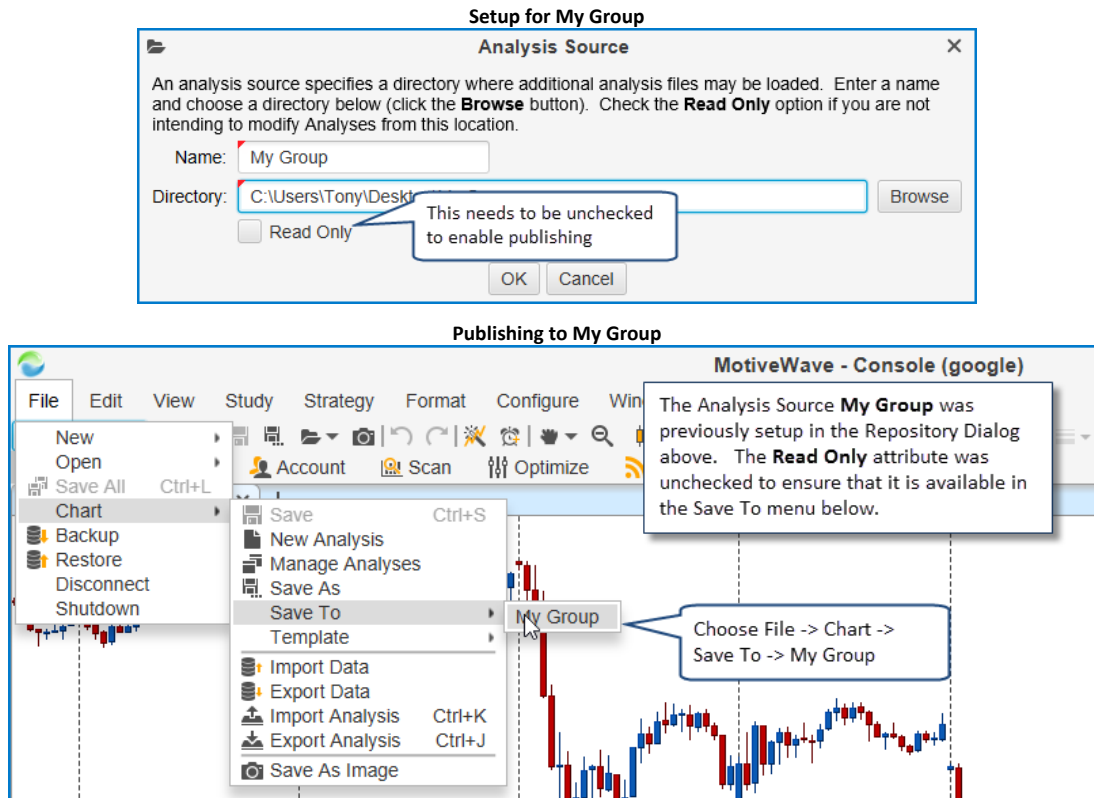 Setup for My Group
Analysis Source
An analysis source specifies a directory where additional analysis files may be loaded. Enter a name
and choose a directory below (click the Browse button). Check the Read Only option if you are not
intending to modify Analyses from this location.
Name: My Group
Directory: C:\Users\Tony\Deskt Browse
This needs to be unchecked
to enable publishing
Read Only
OK Cancel
Publishing to My Group
MotiveWave - Console (google)
File Edit View Study Strategy Format Configure Win
The Analysis Source My Group was
previously setup in the Repository Dialog
above. The Read Only attribute was
unchecked to ensure that it is available in
the Save To menu below.
Account Scan Optimize
New
Open
Save All Ctrl+L
Chart
Backup
Restore
Disconnect
Shutdown
Save Ctrl+S
New Analysis
Manage Analyses
Save As
Save To
Template
Import Data
Export Data
Import Analysis Ctrl+K
Export Analysis Ctrl+J
Save As Image
My Group
Choose File -> Chart ->
Save To -> My Group